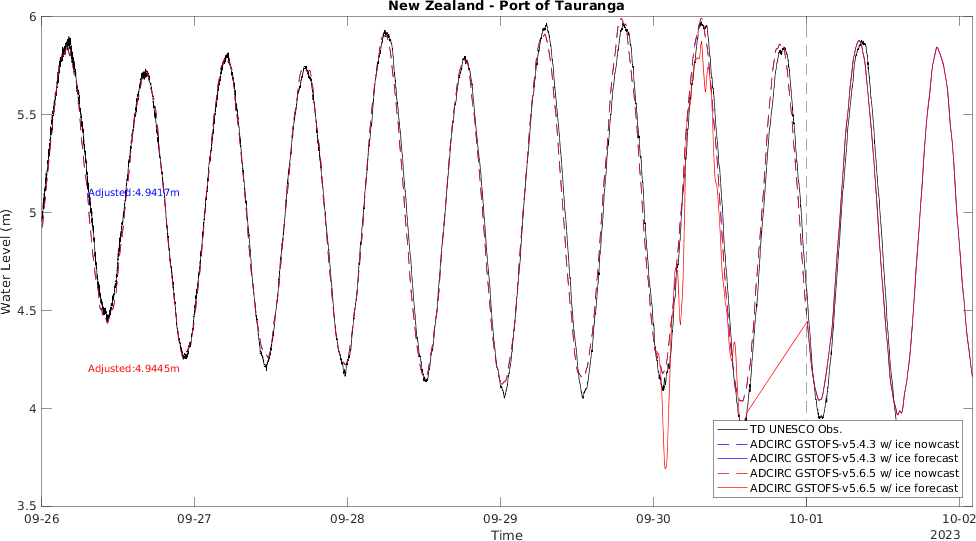 New Zealand - Port of Tauranga
6
5.5
5
4.5
4
3.5
Water Level (m)
Adjusted:4.9417m
Adjusted:4.9445m
TD UNESCO Obs.
ADCIRC GSTOFS-v5.4.3 w/ ice nowcast
ADCIRC GSTOFS-v5.4.3 w/ ice forecast
ADCIRC GSTOFS-v5.6.5 w/ ice nowcast
ADCIRC GSTOFS-v5.6.5 w/ ice forecast
09-26
09-27
09-28
09-29
09-30
10-01
10-02
Time
2023